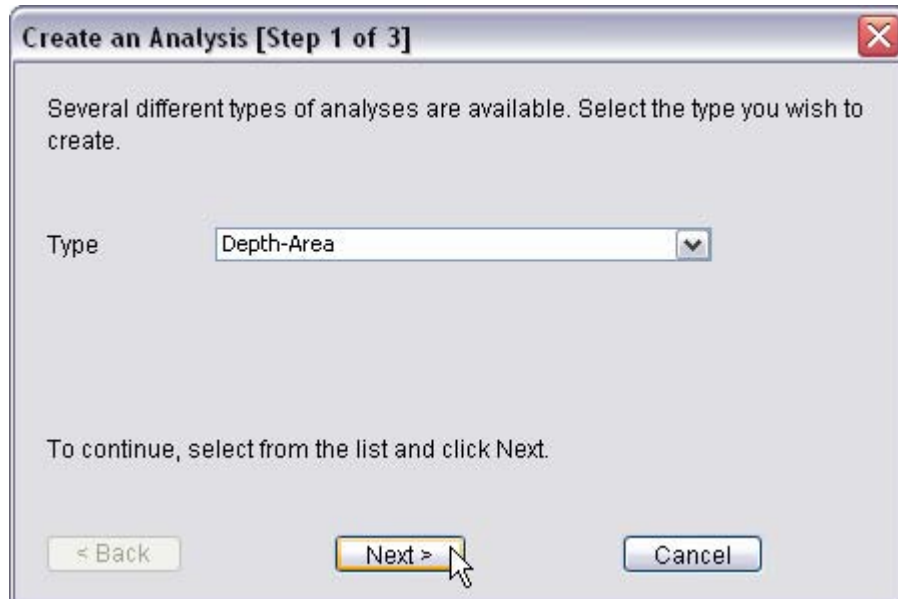 Create an Analysis [Step 1 of 3]
Several different types of analyses are available. Select the type you wish to
create.
Type
Depth-Area
To continue, select from the list and click Next.
< Back
Next >
Cancel